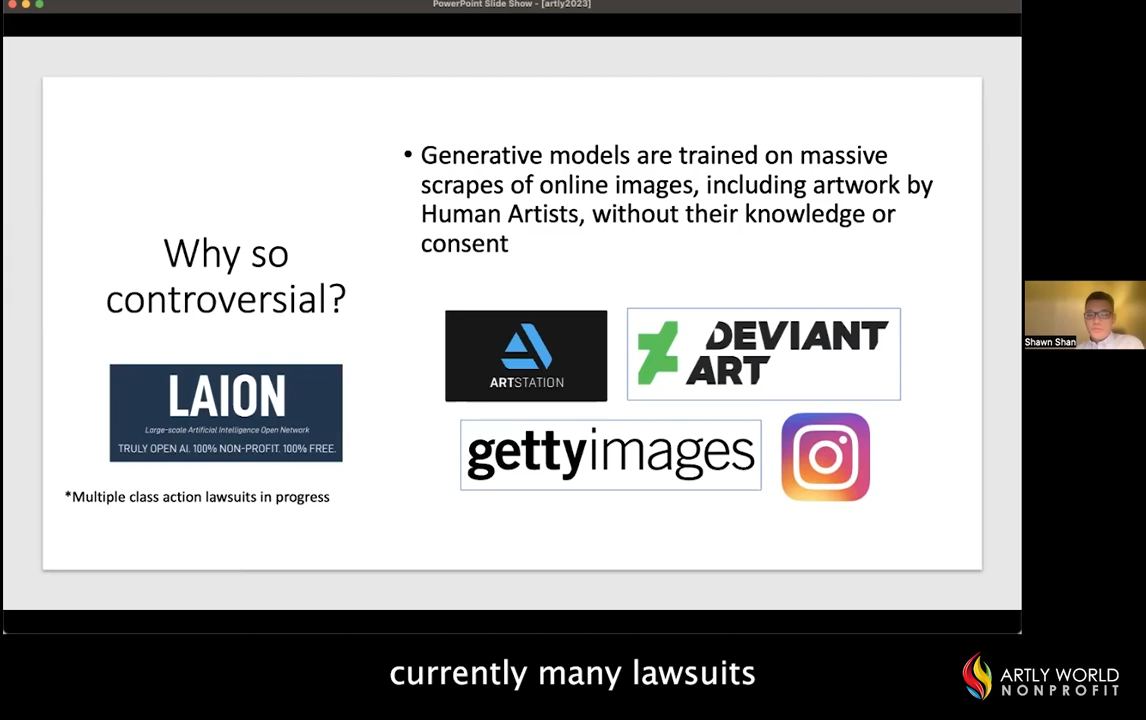 PowerPoint Slide Show - [artly2023]
• Generative models are trained on massive
scrapes of online images, including artwork by
Human Artists, without their knowledge or
consent
Why so
controversial?
LAION
Large-scale Artificial Intelligence Open Network
TRULY OPEN AI. 100% NON-PROFIT. 100% FREE.
*Multiple class action lawsuits in progress
ARTSTATION
DEVIANT
ART
gettyimages
Shawn Shan
currently many lawsuits
ARTLY WORLD
NONPROFIT